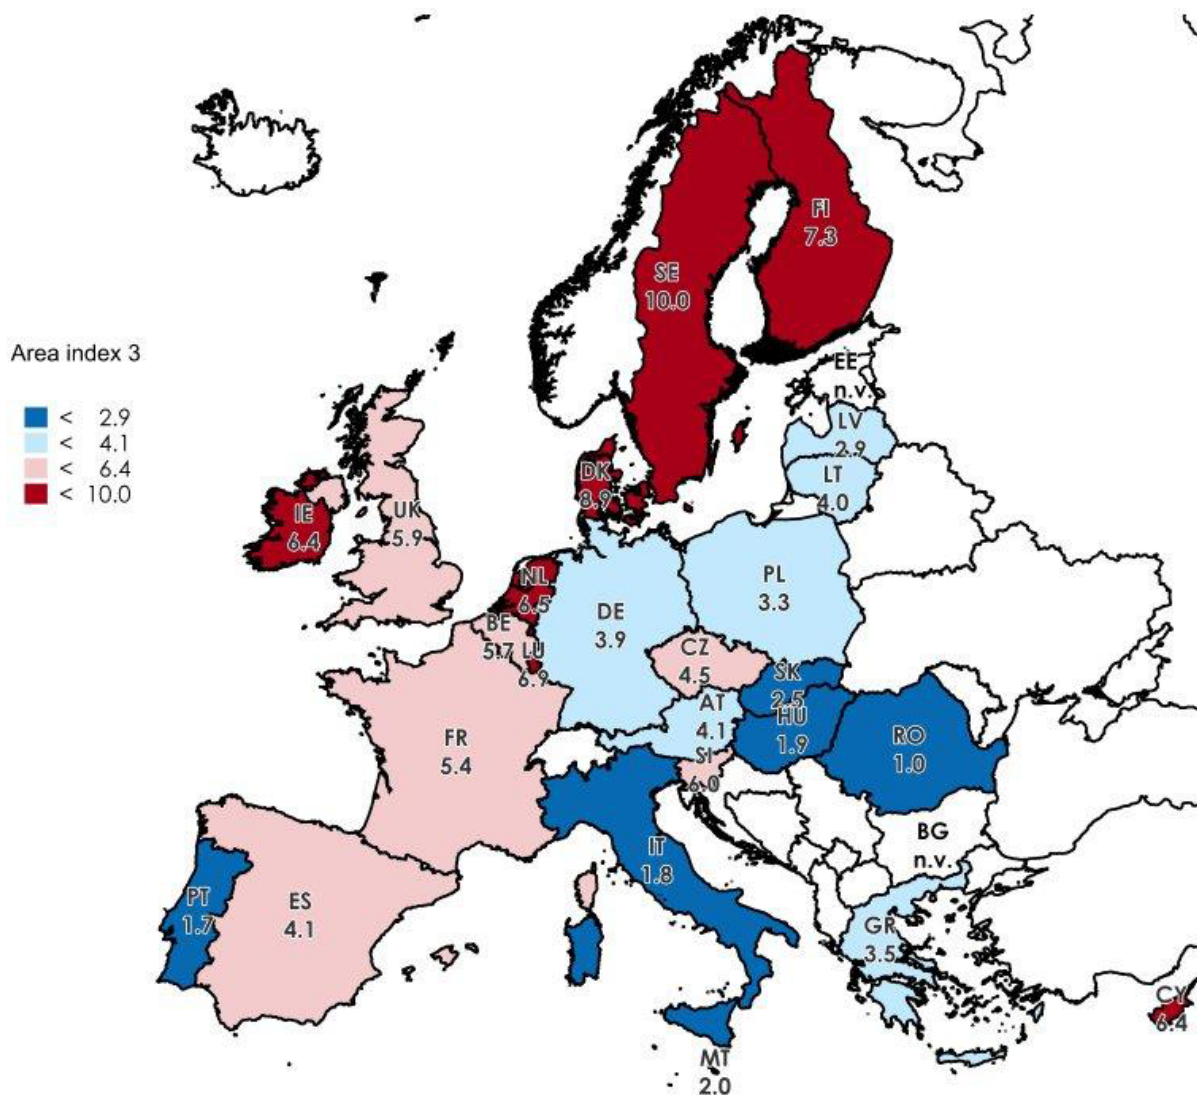 FI
7.3
SE
10.0
Area index 3
< 2.9
< 4.1
< 6.4
< 10.0
EE
n.v.
LV
2.9
LT
4.0
DK
8.9
IE
6.4
UK
5.9
NL
6.5
PL
3.3
DE
3.9
BE
5.7
LU
6.9
CZ
4.5
SK
2.5
AT
4.1
HU
1.9
FR
5.4
RO
1.0
SI
6.0
BG
n.v.
IT
1.8
PT
1.7
ES
4.1
GR
3.5
CY
6.4
MT
2.0